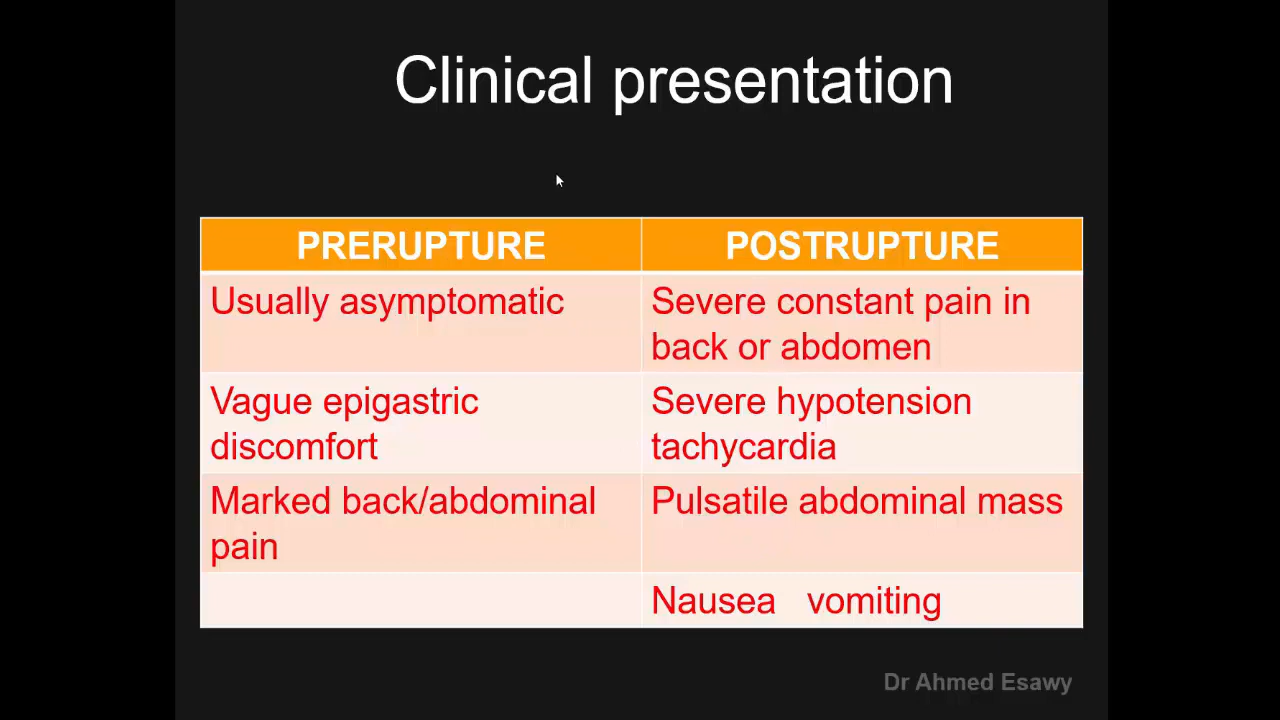 Clinical presentation
PRERUPTURE POSTRUPTURE
Usually asymptomatic
Severe constant pain in
back or abdomen
Vague epigastric
discomfort
Severe hypotension
tachycardia
Marked back/abdominal
pain
Pulsatile abdominal mass
Nausea vomiting
Dr Ahmed Esawy